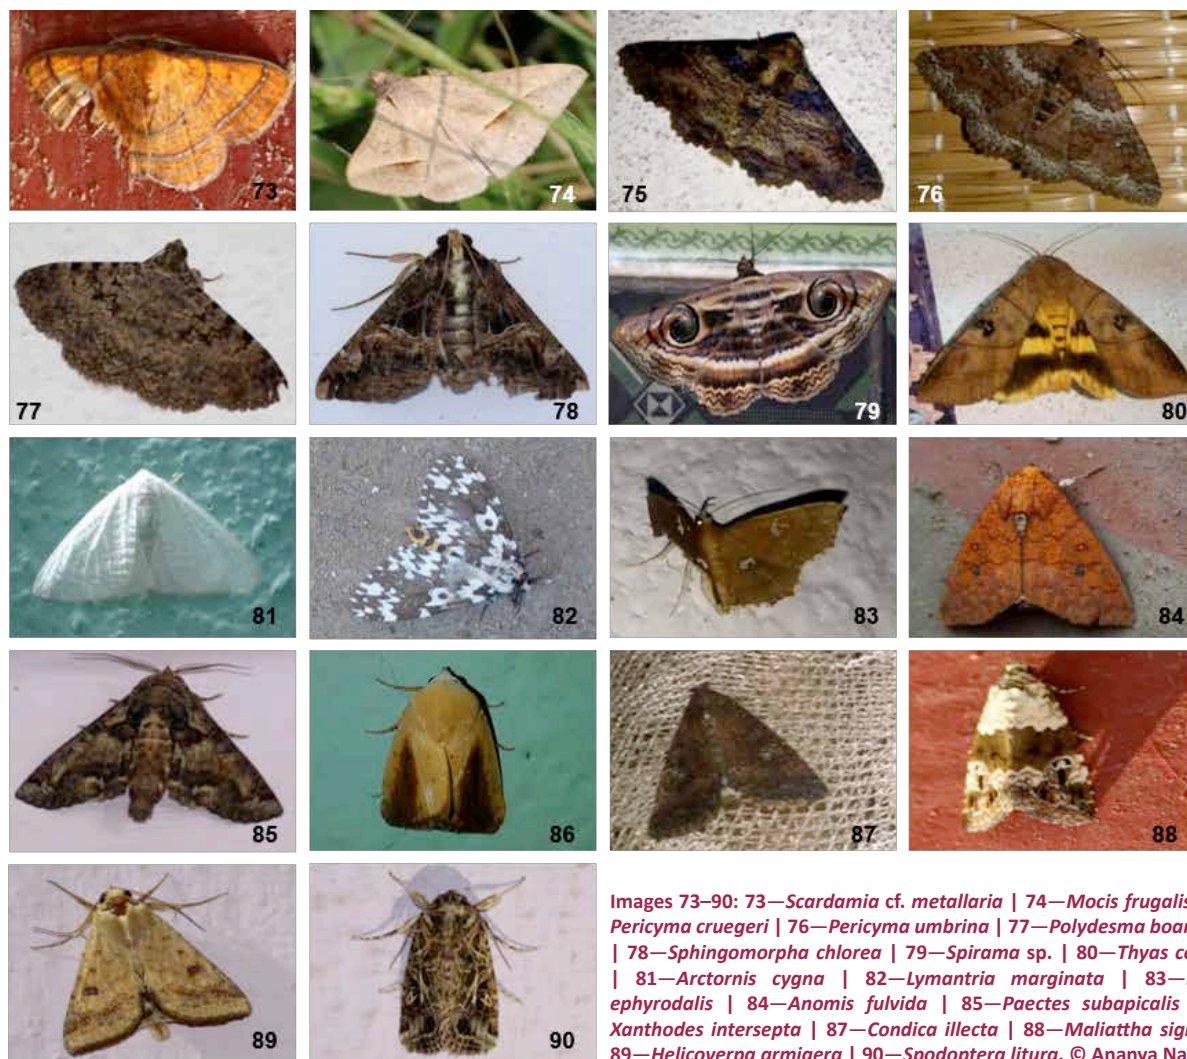 73
74
75
76
77
78
79
80
81
82
83
84
85
86
87
88
89
90
Images 73–90: 73—Scardamia cf. metallaria | 74—Mocis frugalis
Pericyma cruegeri | 76—Pericyma umbrina | 77—Polydesma boar
| 78—Sphingomorpha chlorea | 79—Spirama sp. | 80—Thyas c
| 81—Arctornis cygna | 82—Lymantria marginata | 83—
ephyrodalis | 84—Anomis fulvida | 85—Paectes subapicalis
Xanthodes intersepta | 87—Condica illecta | 88—Maliattha sig
89—Helicoverpa armigera | 90—Spodoptera litura. © Ananya Na